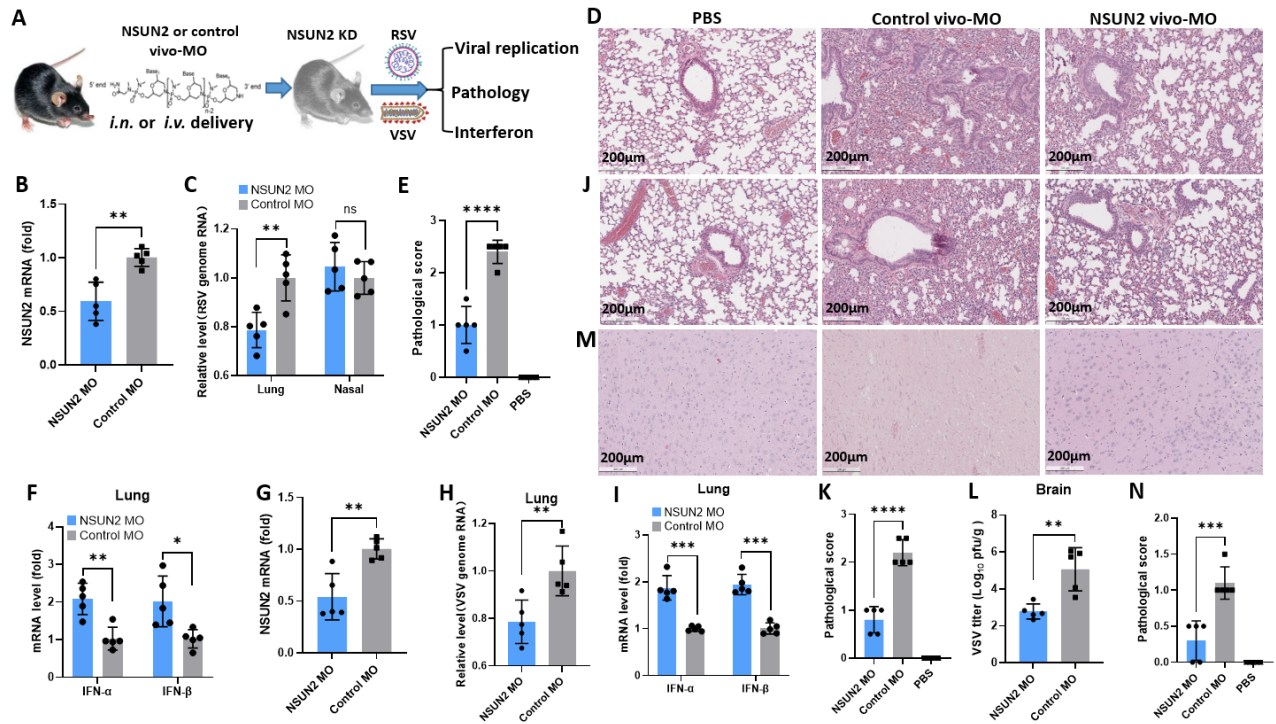 A
NSUN2 or control
vivo-MO
NSUN2 KD
RSV
VSV
Viral replication
Pathology
Interferon
5' end
Base
Base
Base
3' end
n-2
i.n. or i.v. delivery
D
PBS
Control vivo-MO
NSUN2 vivo-MO
200μm
200μm
200μm
J
200μm
200μm
200μm
M
200μm
200μm
200μm
B
NSUN2 mRNA (fold)
1.5
1.0
0.5
0.0
**
NSUN2 MO
Control MO
C
NSUN2 MO
Control MO
Relative level (RSV genome RNA)
1.2
1.0
0.8
0.6
**
ns
Lung
Nasal
E
Pathological score
3
2
1
0
****
NSUN2 MO
Control MO
PBS
F
Lung
NSUN2 MO
Control MO
mRNA level (fold)
4
3
2
1
0
**
*
IFN-α
IFN-β
G
NSUN2 mRNA (fold)
1.5
1.0
0.5
0.0
**
NSUN2 MO
Control MO
H
Lung
Relative level(VSV genome RNA)
1.2
1.0
0.8
0.6
**
NSUN2 MO
Control MO
I
Lung
NSUN2 MO
Control MO
mRNA level (fold)
4
3
2
1
0
***
***
IFN-α
IFN-β
K
Pathological score
3
2
1
0
****
NSUN2 MO
Control MO
PBS
L
Brain
VSV titer (Log10 pfu/g)
8
6
4
2
0
**
NSUN2 MO
Control MO
N
Pathological score
2.0
1.5
1.0
0.5
0.0
***
NSUN2 MO
Control MO
PBS